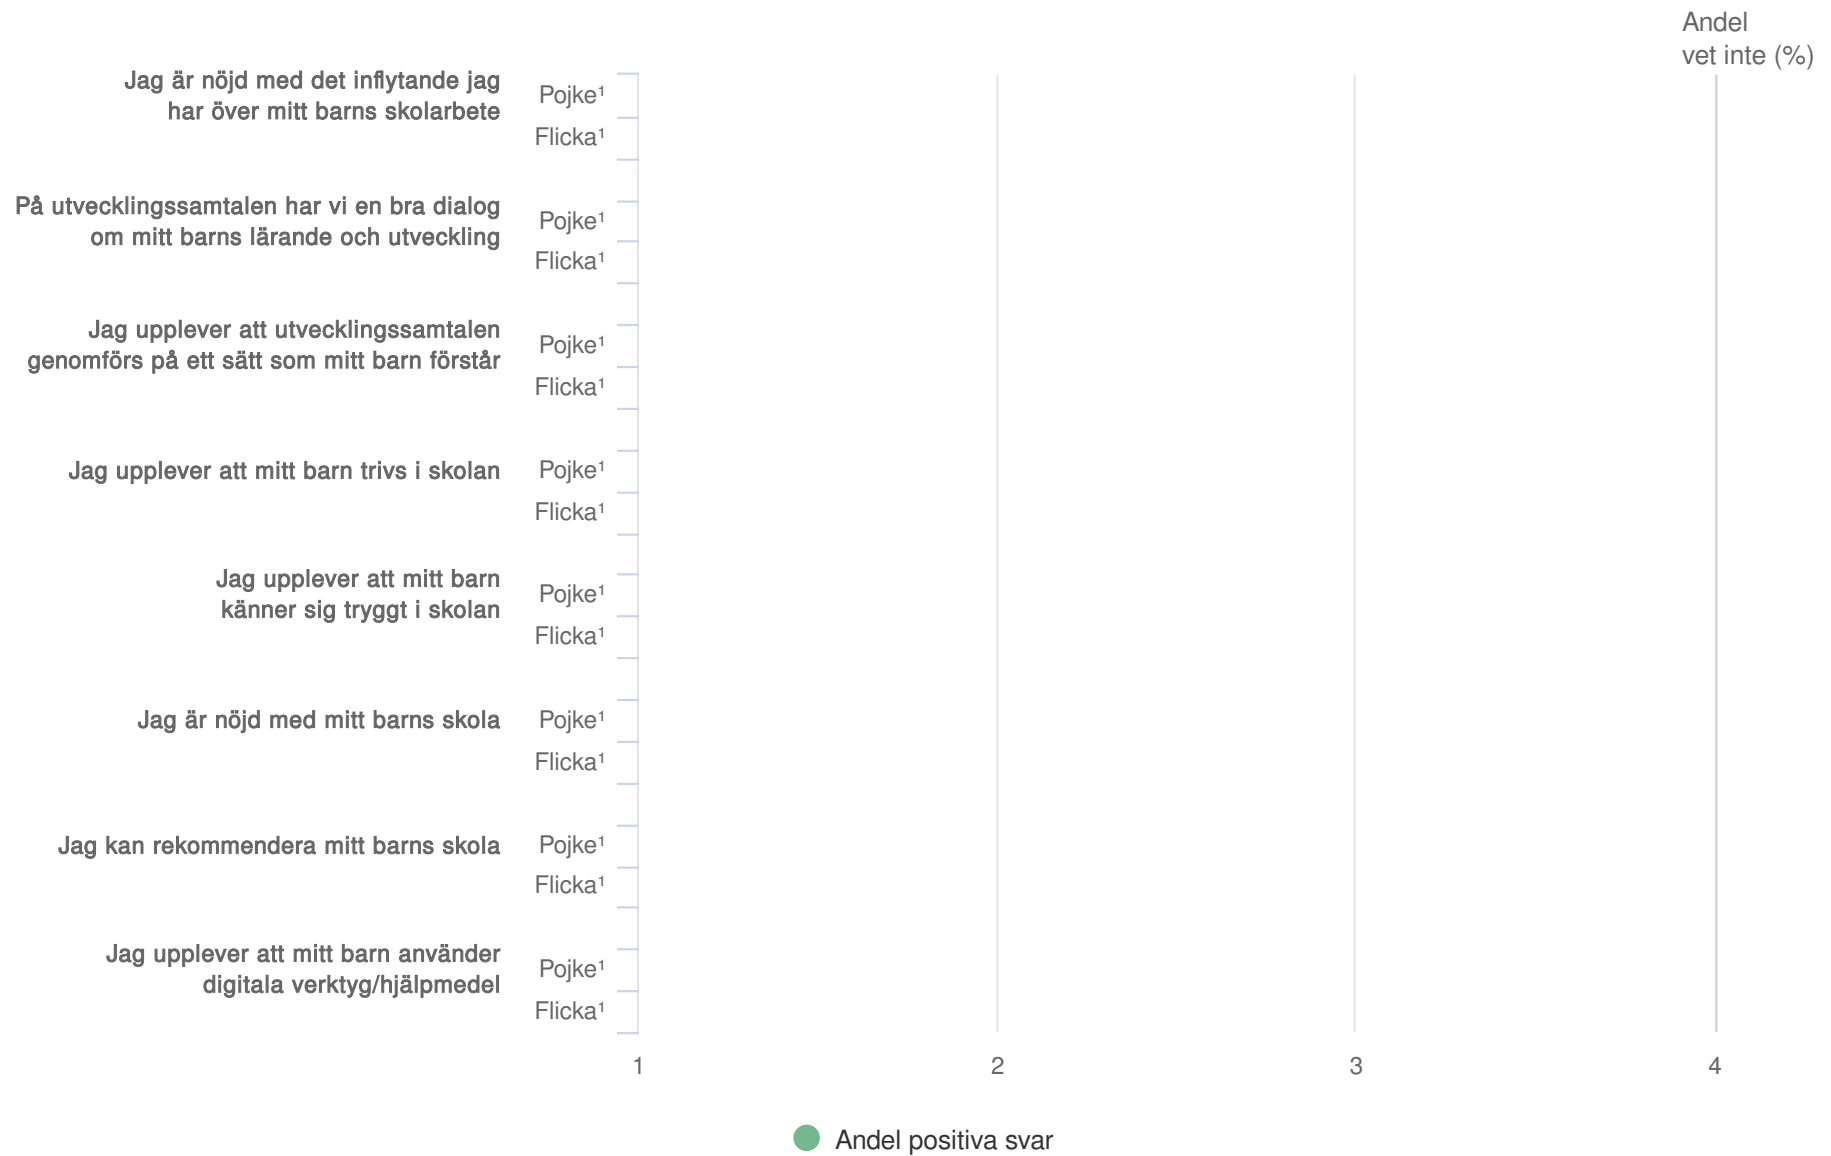 Andel
vet inte (%)
Jag är nöjd med det inflytande jag
har över mitt barns skolarbete
Pojke¹
Flicka¹
På utvecklingssamtalen har vi en bra dialog
om mitt barns lärande och utveckling
Pojke¹
Flicka¹
Jag upplever att utvecklingssamtalen
genomförs på ett sätt som mitt barn förstår
Pojke¹
Flicka¹
Jag upplever att mitt barn trivs i skolan
Pojke¹
Flicka¹
Jag upplever att mitt barn
känner sig tryggt i skolan
Pojke¹
Flicka¹
Jag är nöjd med mitt barns skola
Pojke¹
Flicka¹
Jag kan rekommendera mitt barns skola
Pojke¹
Flicka¹
Jag upplever att mitt barn använder
digitala verktyg/hjälpmedel
Pojke¹
Flicka¹
1 2 3 4
Andel positiva svar